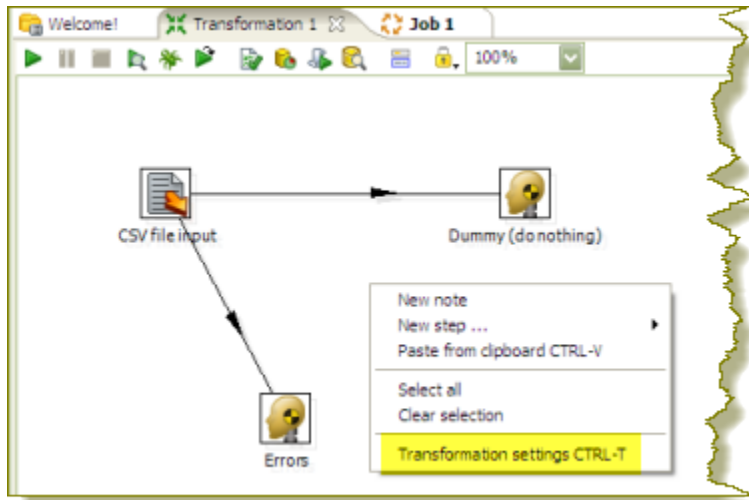 Welcome!
Transformation 1
Job 1
100%
CSV file input
Dummy (do nothing)
Errors
New note
New step ...
Paste from clipboard CTRL-V
Select all
Clear selection
Transformation settings CTRL-T